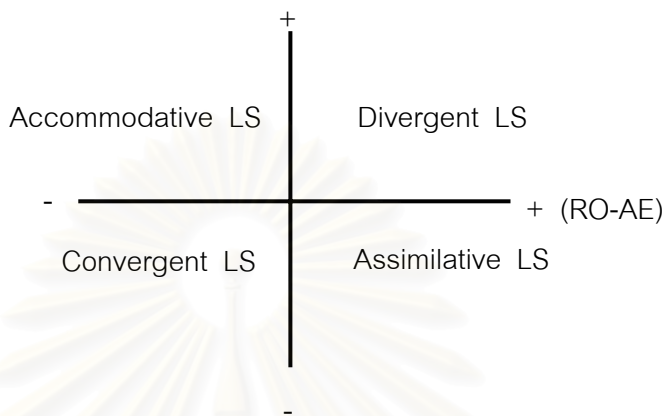 +
Accommodative LS Divergent LS
- + (RO-AE)
Convergent LS Assimilative LS
-